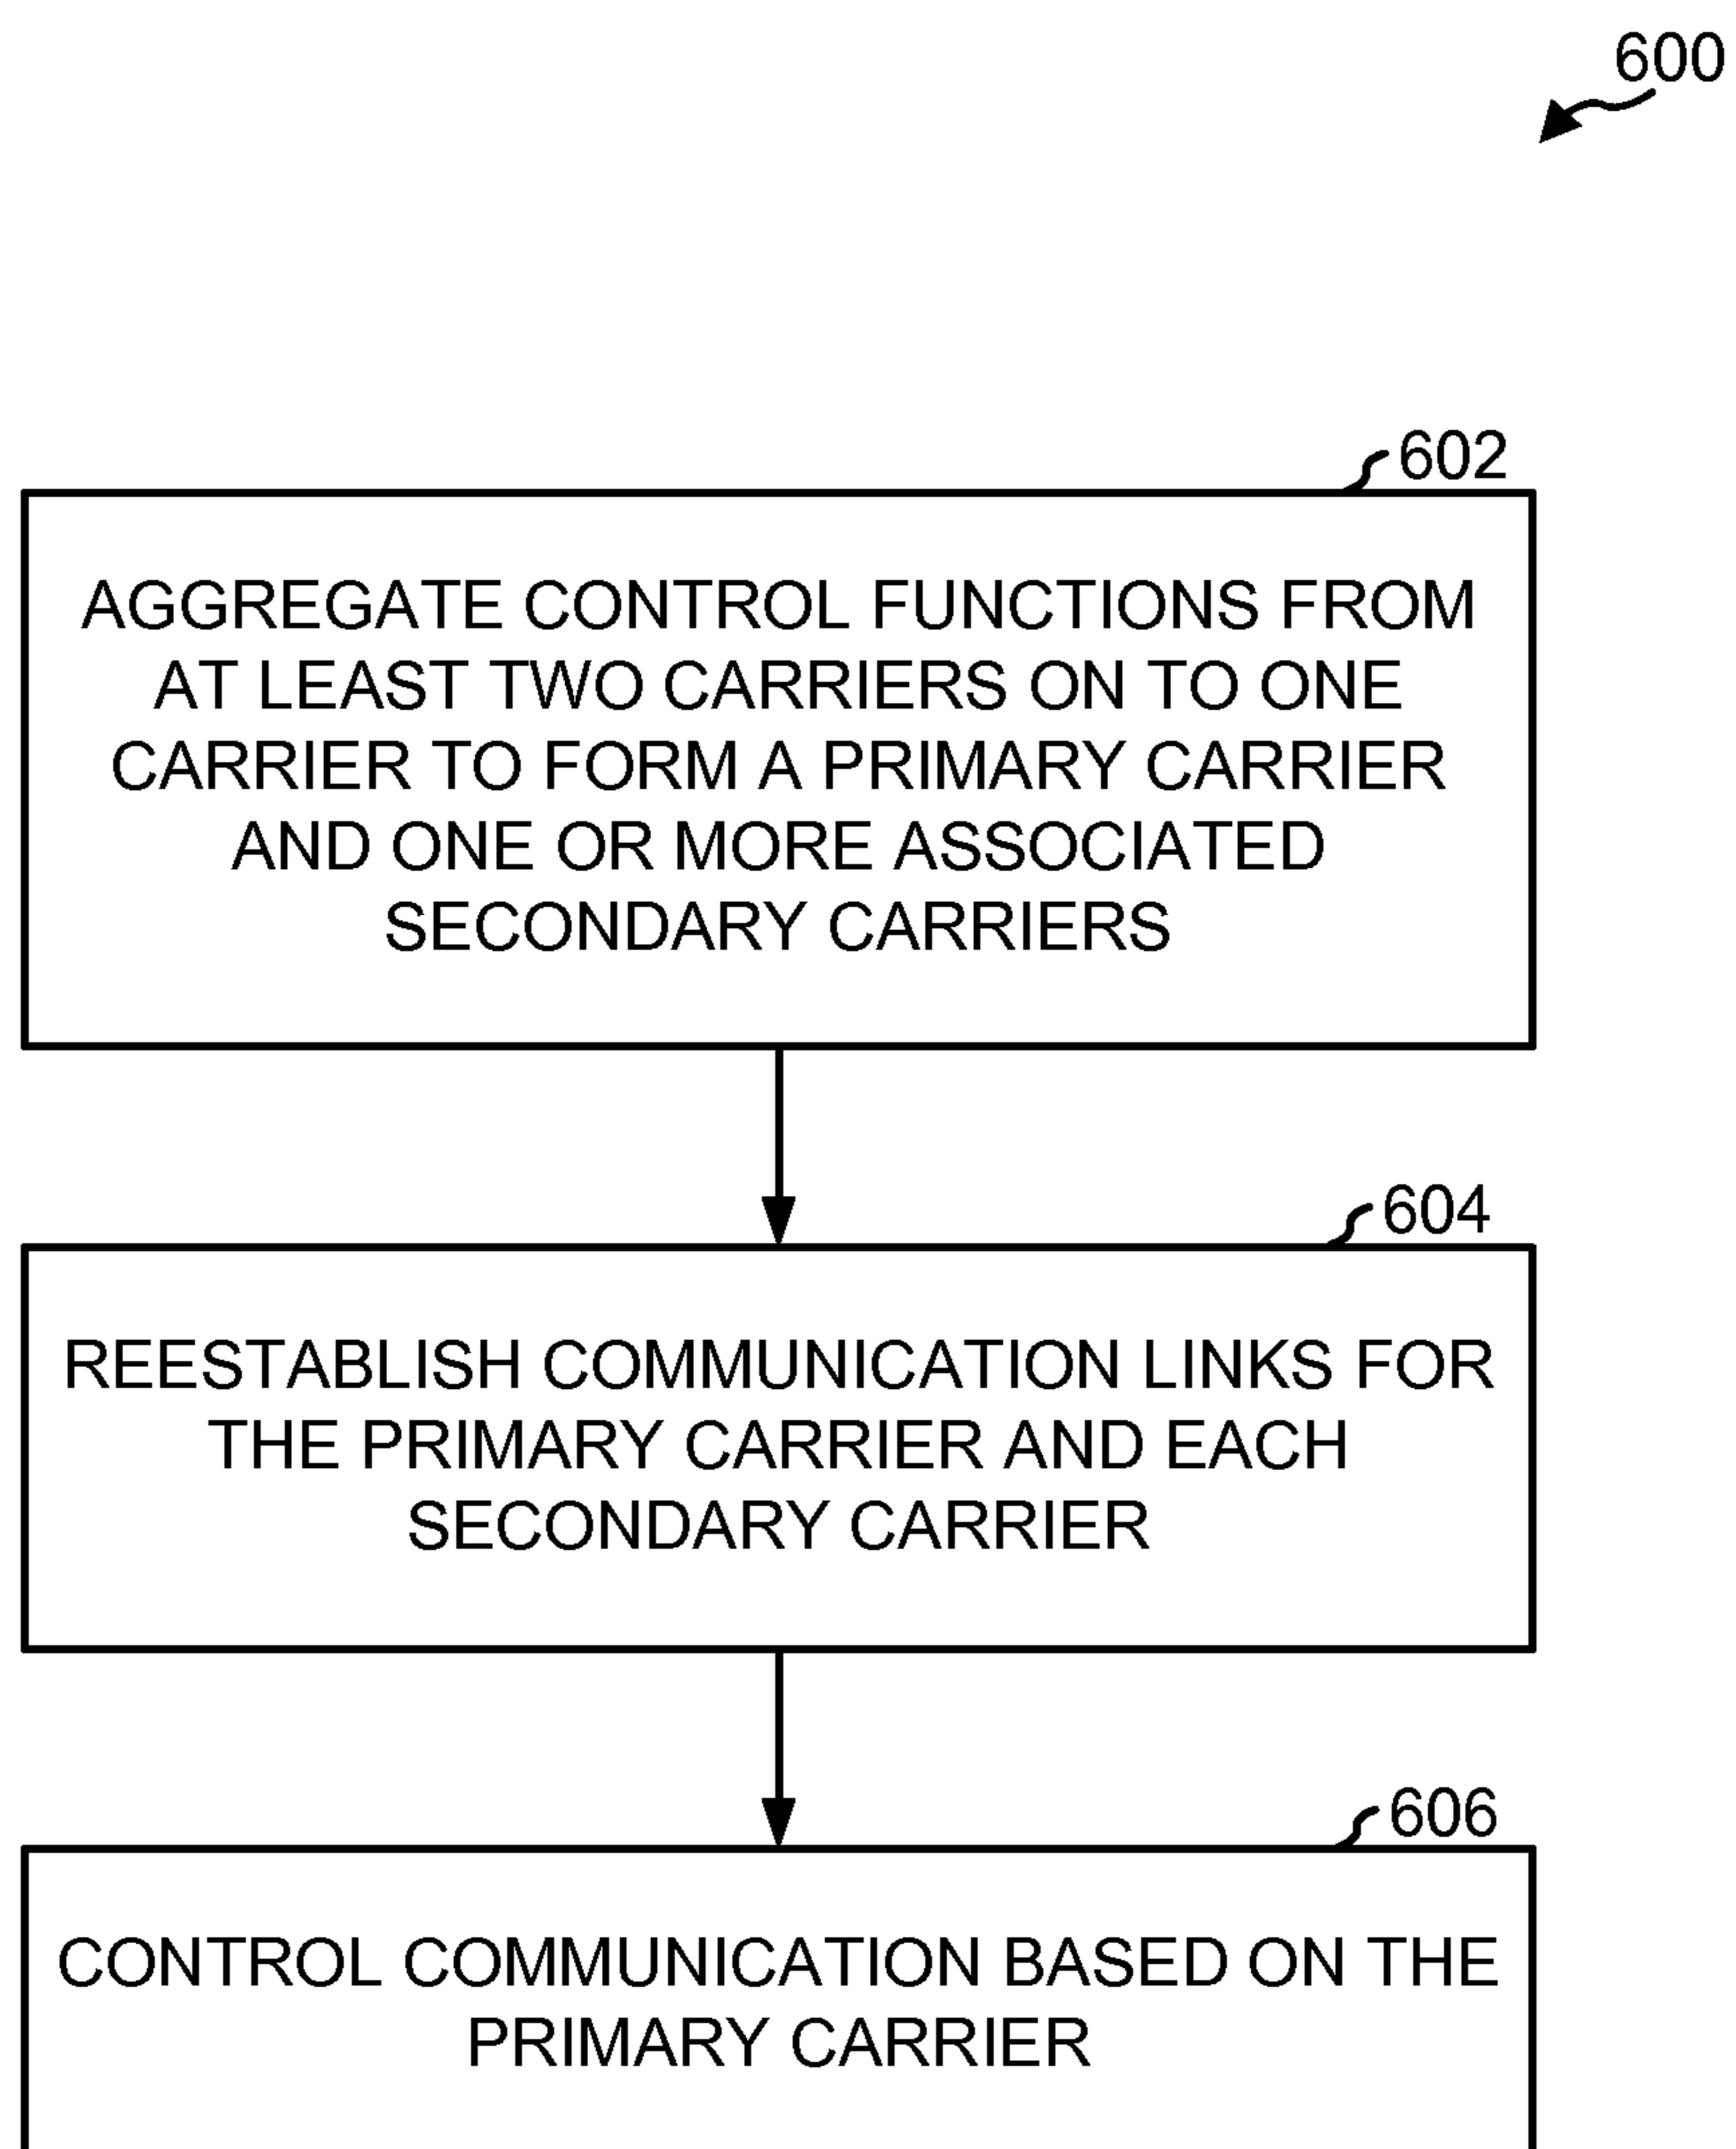 600
602
AGGREGATE CONTROL FUNCTIONS FROM
AT LEAST TWO CARRIERS ON TO ONE
CARRIER TO FORM A PRIMARY CARRIER
AND ONE OR MORE ASSOCIATED
SECONDARY CARRIERS
604
REESTABLISH COMMUNICATION LINKS FOR
THE PRIMARY CARRIER AND EACH
SECONDARY CARRIER
606
CONTROL COMMUNICATION BASED ON THE
PRIMARY CARRIER